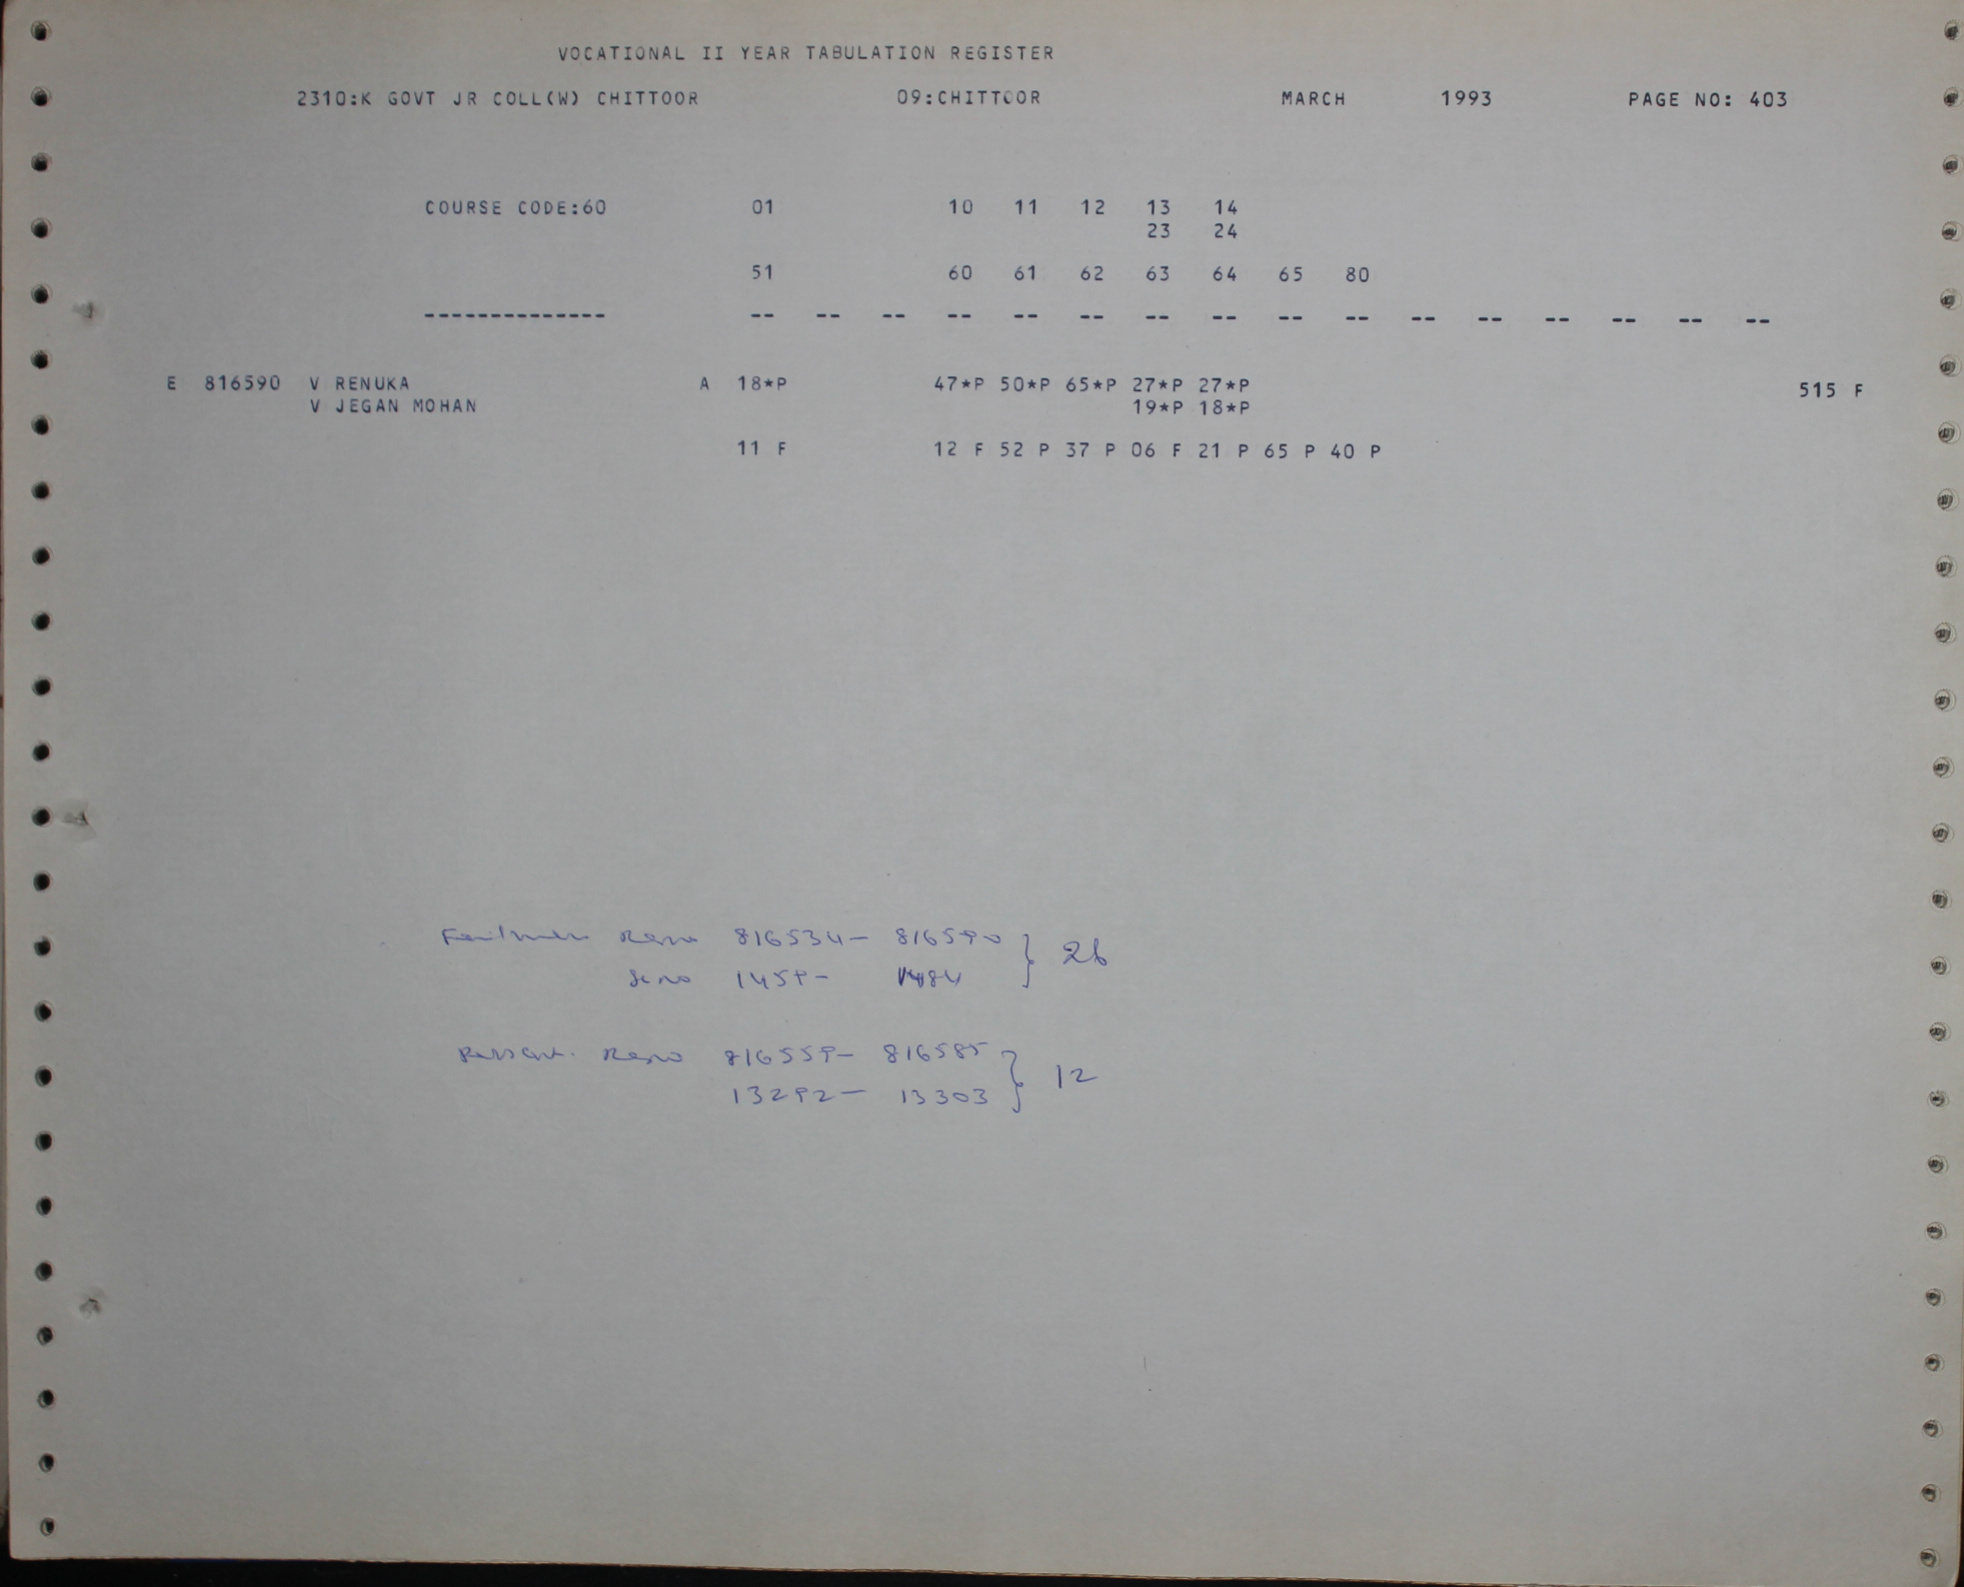 VOCATIONAL II YEAR TABULATION REGISTER
2310:K GOVT JR COLL(W) CHITTOOR 09:CHITTOOR MARCH 1993 PAGE NO: 403
COURSE CODE:60 01 10 11 12 13 14
23 24
51 60 61 62 63 64 65 80
-------------- -- -- -- -- -- -- -- -- -- -- -- -- -- -- -- --
E 816590 V RENUKA A 18*P 47*P 50*P 65*P 27*P 27*P 515 F
V JEGAN MOHAN 19*P 18*P
11 F 12 F 52 P 37 P 06 F 21 P 65 P 40 P
816534 - 816590 } 26
1459 - 1484
816559 - 816585 } 12
13292 - 13303